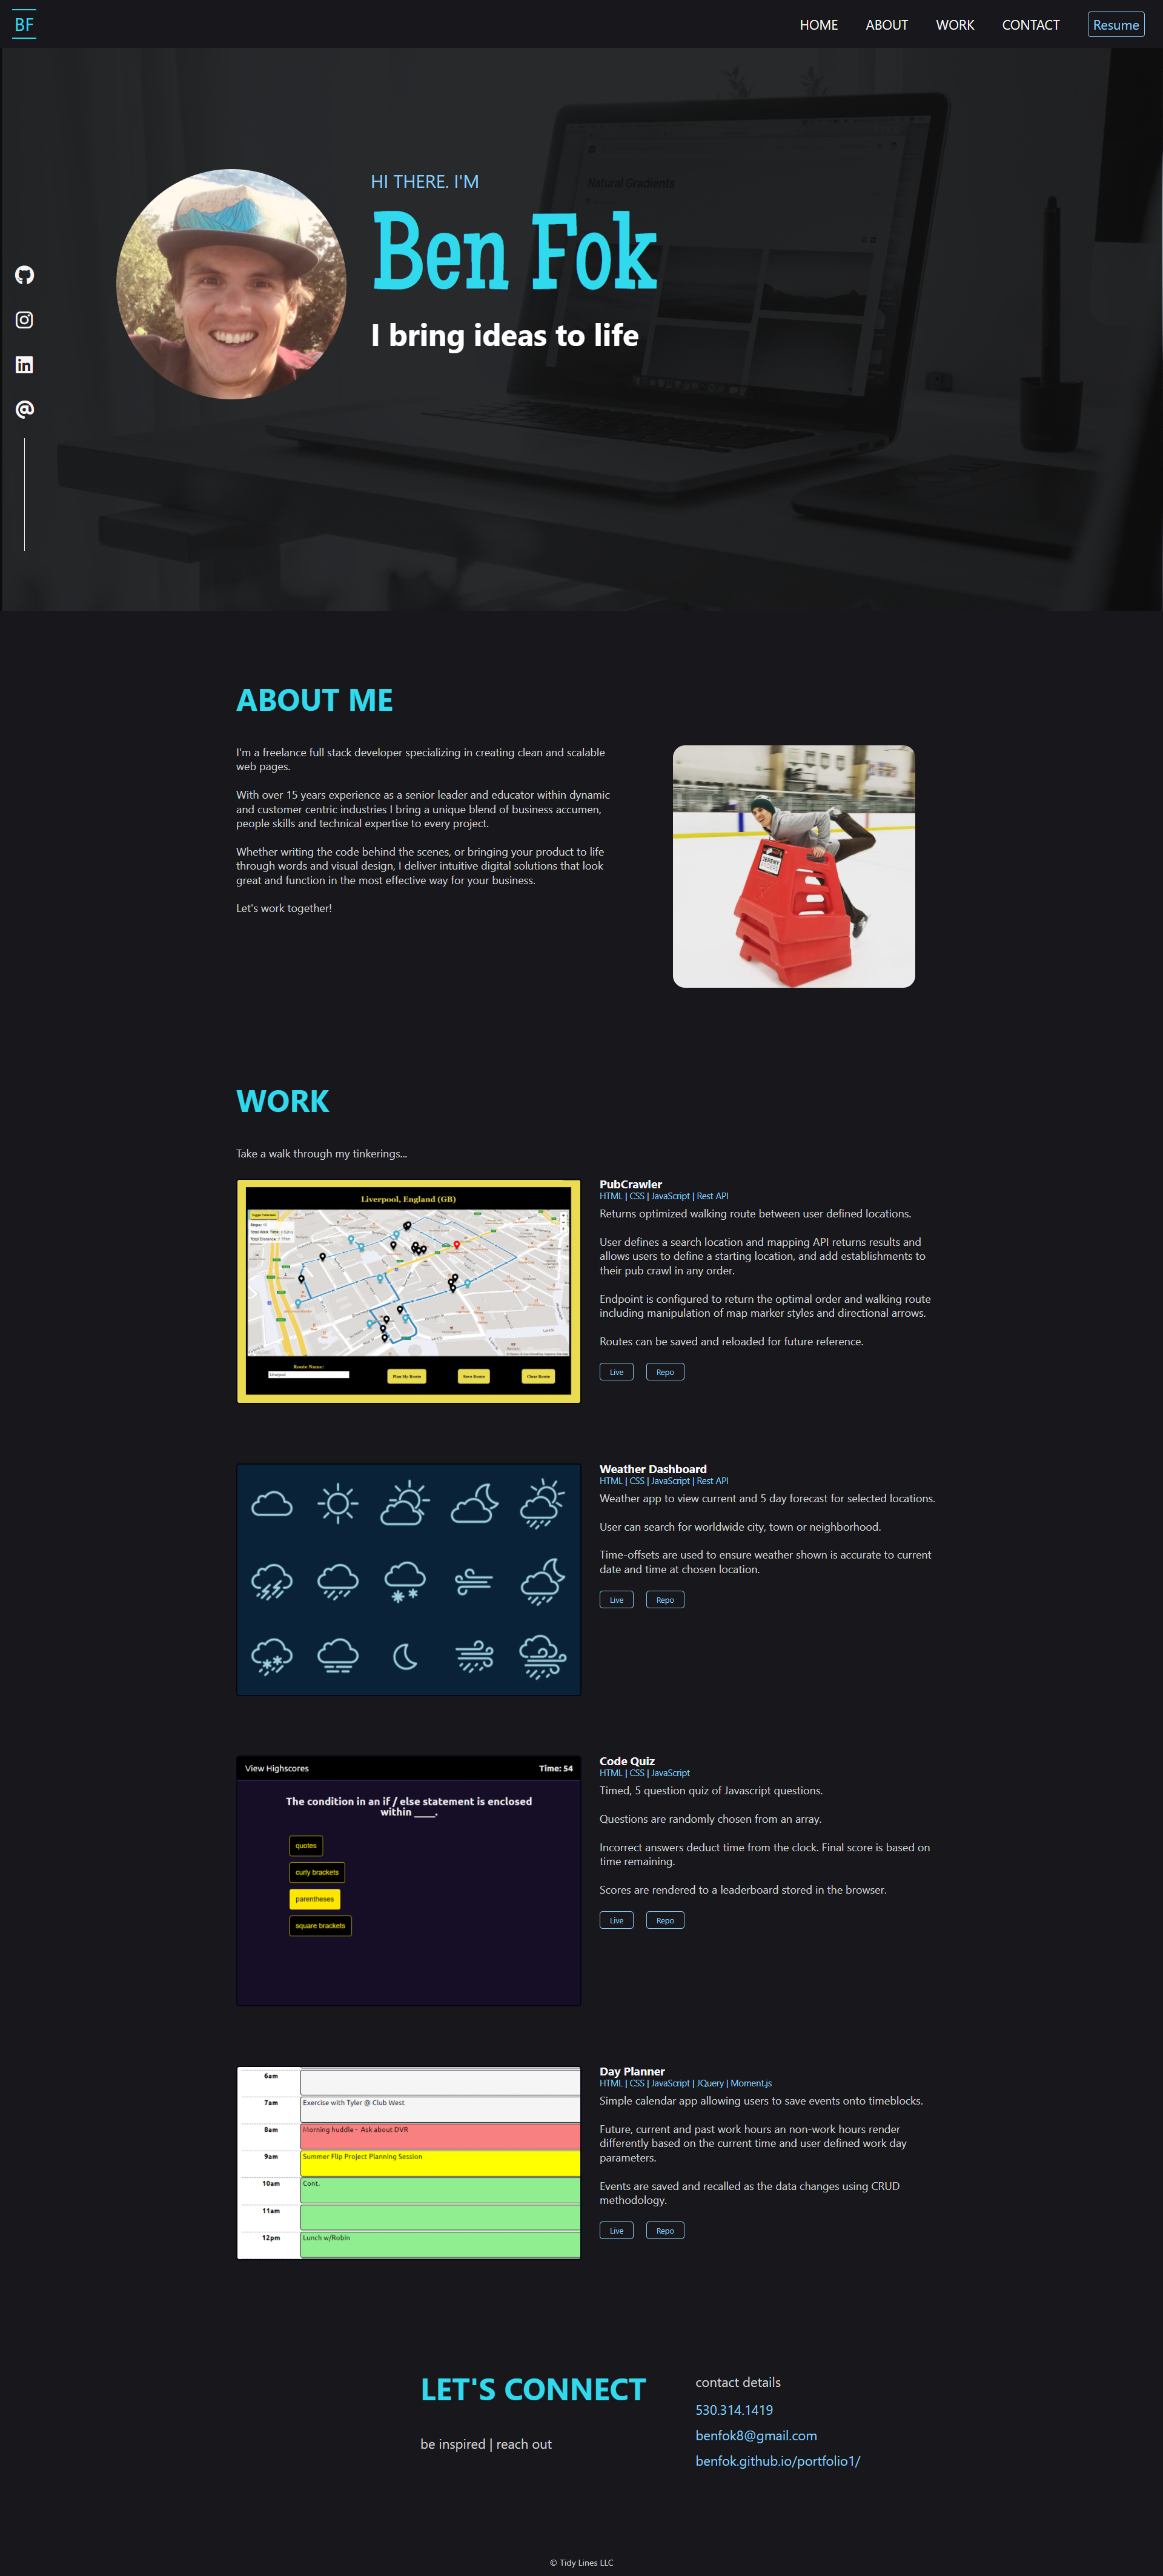 BF
HOME ABOUT WORK CONTACT Resume
Natural Gradients
HI THERE. I'M
Ben Fok
I bring ideas to life
ABOUT ME
I'm a freelance full stack developer specializing in creating clean and scalable
web pages.
With over 15 years experience as a senior leader and educator within dynamic
and customer centric industries I bring a unique blend of business accumen,
people skills and technical expertise to every project.
Whether writing the code behind the scenes, or bringing your product to life
through words and visual design, I deliver intuitive digital solutions that look
great and function in the most effective way for your business.
Let's work together!
JEREMY
WORK
Take a walk through my tinkerings...
Liverpool, England (GB)
Route Name:
Liverpool
Plan My Route
Save Route
Clear Route
PubCrawler
HTML | CSS | JavaScript | Rest API
Returns optimized walking route between user defined locations.
User defines a search location and mapping API returns results and
allows users to define a starting location, and add establishments to
their pub crawl in any order.
Endpoint is configured to return the optimal order and walking route
including manipulation of map marker styles and directional arrows.
Routes can be saved and reloaded for future reference.
Live Repo
Weather Dashboard
HTML | CSS | JavaScript | Rest API
Weather app to view current and 5 day forecast for selected locations.
User can search for worldwide city, town or neighborhood.
Time-offsets are used to ensure weather shown is accurate to current
date and time at chosen location.
Live Repo
View Highscores Time: 54
The condition in an if / else statement is enclosed
within ____.
quotes
curly brackets
parentheses
square brackets
Code Quiz
HTML | CSS | JavaScript
Timed, 5 question quiz of Javascript questions.
Questions are randomly chosen from an array.
Incorrect answers deduct time from the clock. Final score is based on
time remaining.
Scores are rendered to a leaderboard stored in the browser.
Live Repo
6am
7am Exercise with Tyler @ Club West
8am Morning huddle - Ask about DVR
9am Summer Flip Project Planning Session
10am Cont.
11am
12pm Lunch w/Robin
Day Planner
HTML | CSS | JavaScript | JQuery | Moment.js
Simple calendar app allowing users to save events onto timeblocks.
Future, current and past work hours an non-work hours render
differently based on the current time and user defined work day
parameters.
Events are saved and recalled as the data changes using CRUD
methodology.
Live Repo
LET'S CONNECT
be inspired | reach out
contact details
530.314.1419
benfok8@gmail.com
benfok.github.io/portfolio1/
© Tidy Lines LLC